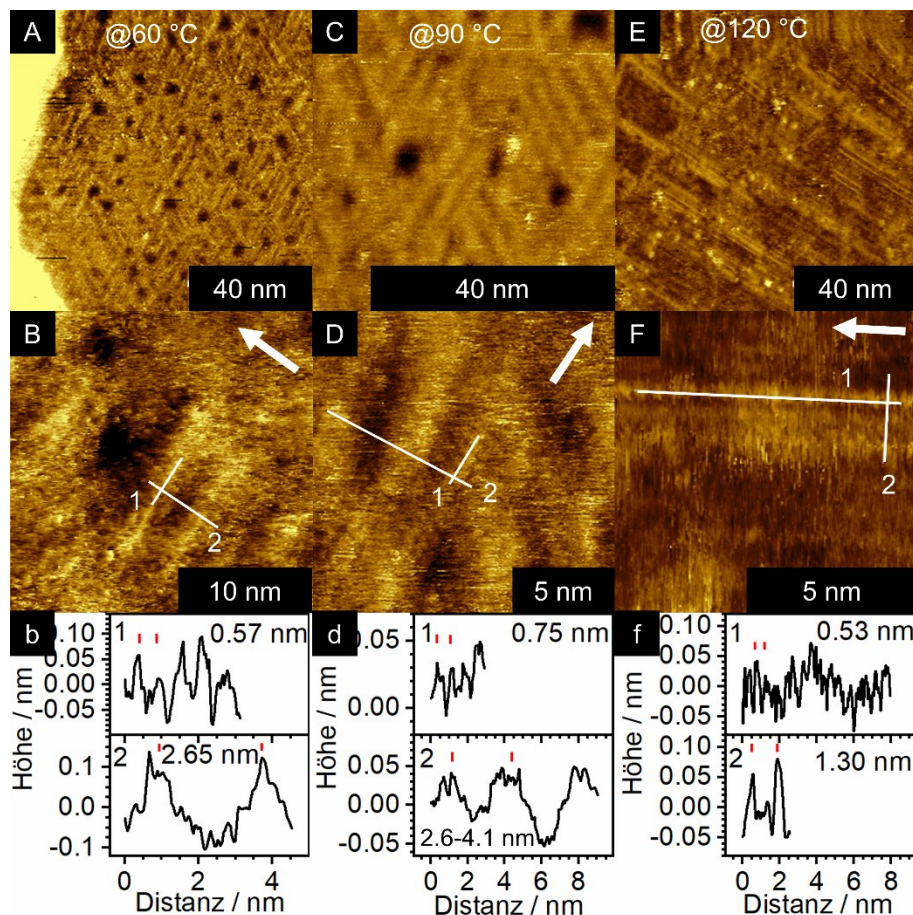 A @60 °C C @90 °C E @120 °C
40 nm 40 nm 40 nm
B D F
1 2 1 2 1 2
10 nm 5 nm 5 nm
b 1 0.57 nm d 1 0.75 nm f 1 0.53 nm
0.10 0.05 0.10
0.05 0.05
0.00 0.00 0.00
-0.05 -0.05
2 2.65 nm 2 2.6-4.1 nm 2 1.30 nm
0.1 0.05 0.10
0.05
0.0 0.00 0.00
-0.1 -0.05 -0.05
Höhe / nm Höhe / nm Höhe / nm
0 2 4 0 2 4 6 8 0 2 4 6 8
Distanz / nm Distanz / nm Distanz / nm